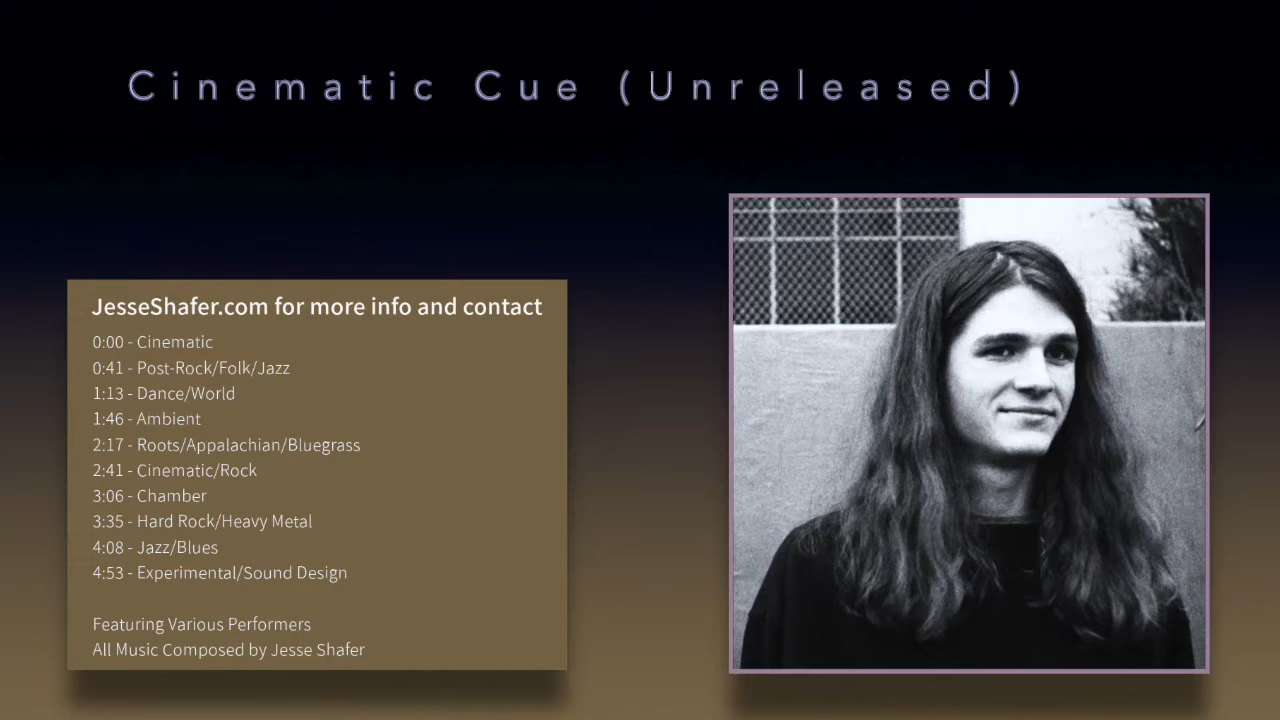 Cinematic Cue (Unreleased)
JesseShafer.com for more info and contact
0:00 - Cinematic
0:41 - Post-Rock/Folk/Jazz
1:13 - Dance/World
1:46 - Ambient
2:17 - Roots/Appalachian/Bluegrass
2:41 - Cinematic/Rock
3:06 - Chamber
3:35 - Hard Rock/Heavy Metal
4:08 - Jazz/Blues
4:53 - Experimental/Sound Design
Featuring Various Performers
All Music Composed by Jesse Shafer